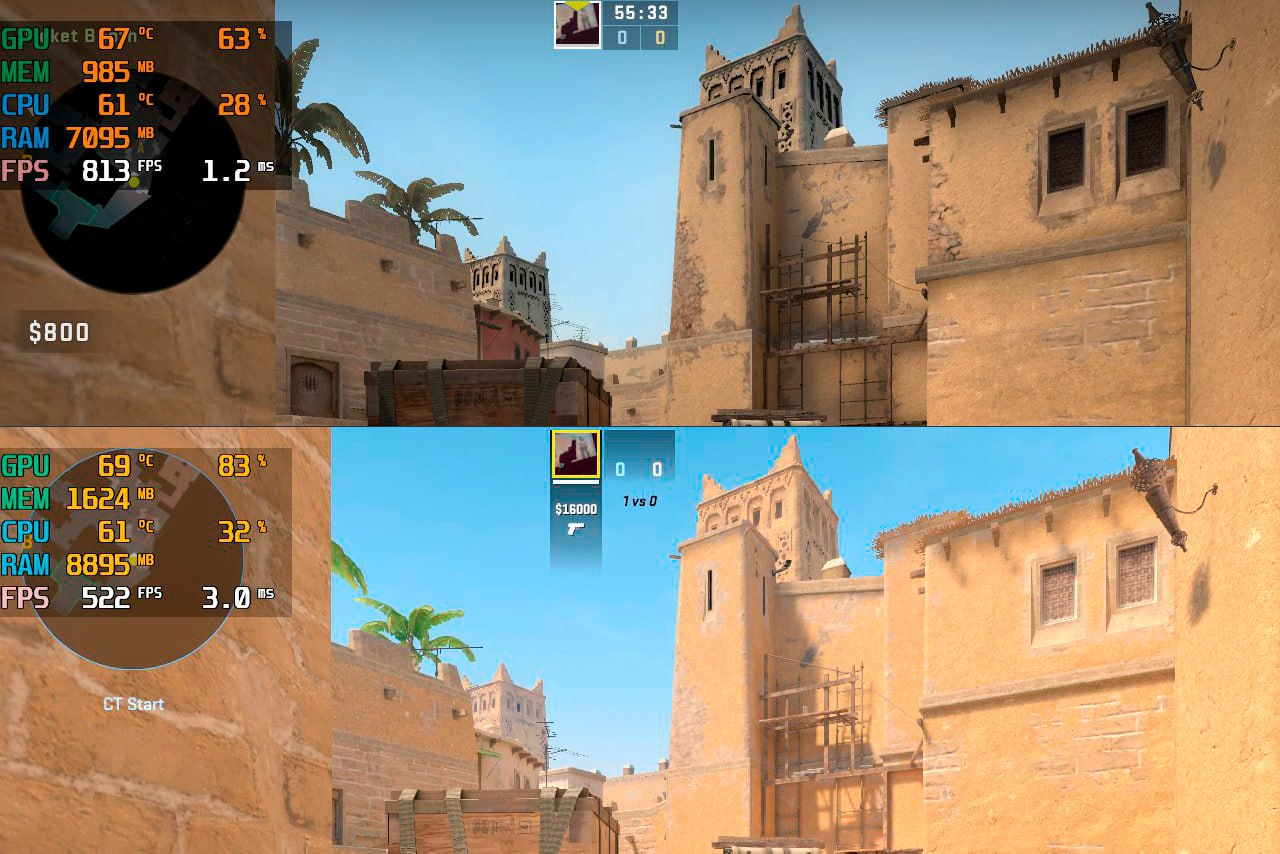 55:33
0 0
GPU 67 °C 63 %
MEM 985 MB
CPU 61 °C 28 %
RAM 7095 MB
FPS 813 FPS 1.2 ms
$800
GPU 69 °C 83 %
MEM 1624 MB
CPU 61 °C 32 %
RAM 8895 MB
FPS 522 FPS 3.0 ms
0 0
1 vs 0
$16000
CT Start